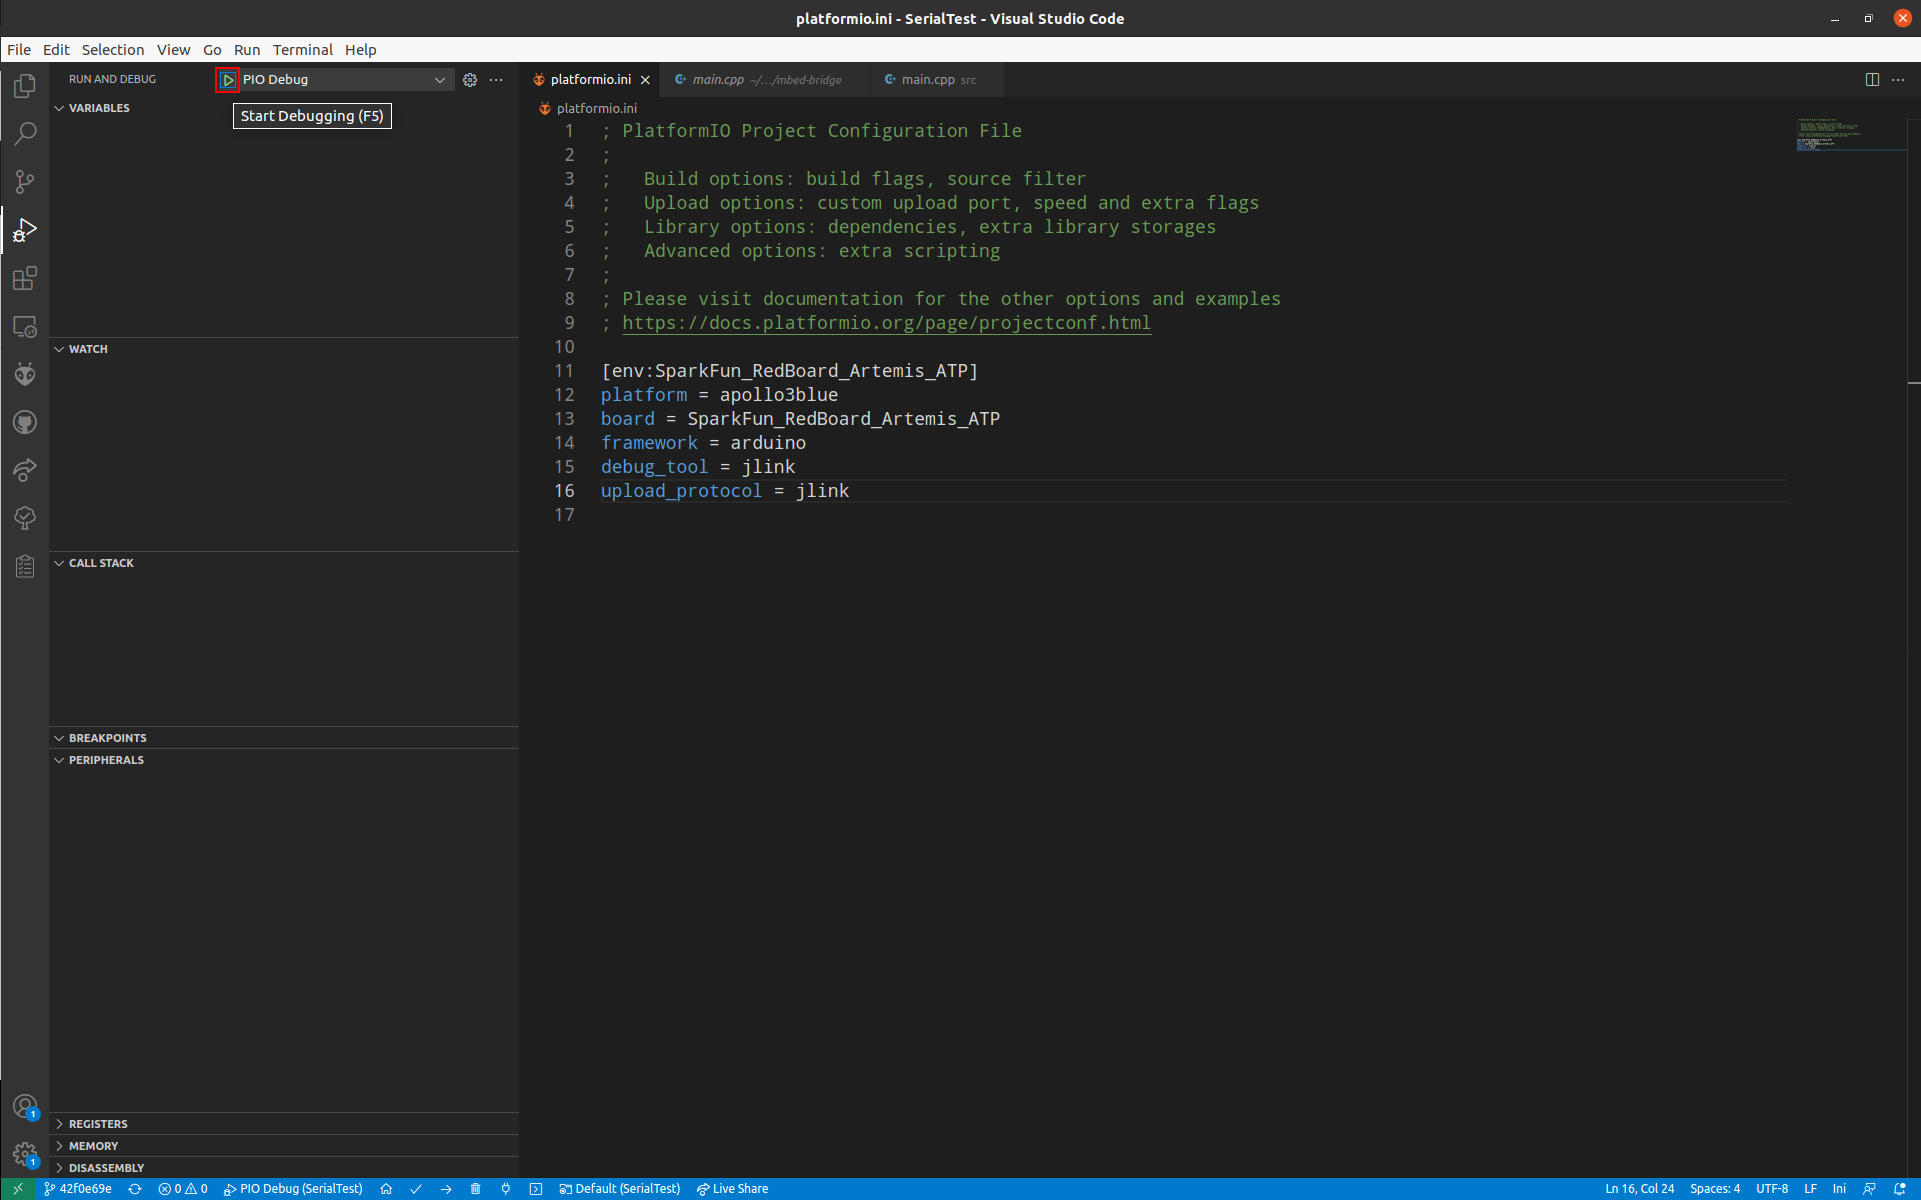 platformio.ini - SerialTest - Visual Studio Code
File Edit Selection View Go Run Terminal Help
RUN AND DEBUG PIO Debug
Start Debugging (F5)
VARIABLES
WATCH
CALL STACK
BREAKPOINTS
PERIPHERALS
REGISTERS
MEMORY
DISASSEMBLY
1
1
platformio.ini main.cpp ~/.../mbed-bridge main.cpp src
platformio.ini
1 ; PlatformIO Project Configuration File
2 ;
3 ;   Build options: build flags, source filter
4 ;   Upload options: custom upload port, speed and extra flags
5 ;   Library options: dependencies, extra library storages
6 ;   Advanced options: extra scripting
7 ;
8 ; Please visit documentation for the other options and examples
9 ; https://docs.platformio.org/page/projectconf.html
10
11 [env:SparkFun_RedBoard_Artemis_ATP]
12 platform = apollo3blue
13 board = SparkFun_RedBoard_Artemis_ATP
14 framework = arduino
15 debug_tool = jlink
16 upload_protocol = jlink
17
42f0e69e 0 0 PIO Debug (SerialTest) Default (SerialTest) Live Share Ln 16, Col 24 Spaces: 4 UTF-8 LF Ini